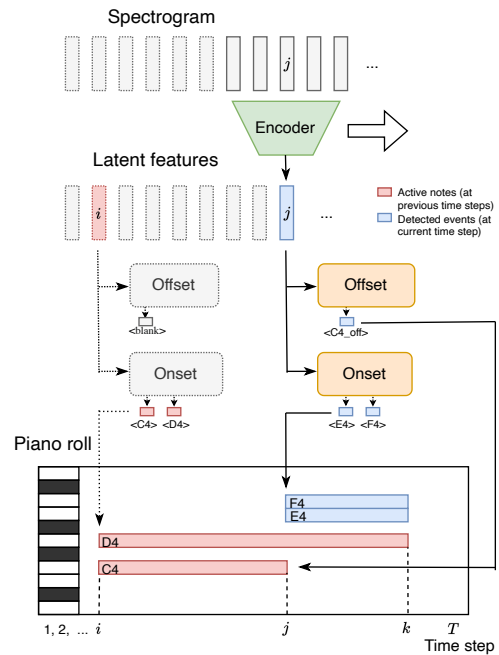 Spectrogram
j
...
Encoder
Latent features
i
j
...
Active notes (at
previous time steps)
Detected events (at
current time step)
Offset
Offset
<blank>
<C4_off>
Onset
Onset
<C4> <D4>
<E4> <F4>
Piano roll
F4
E4
D4
C4
1, 2, ... i j k T
Time step